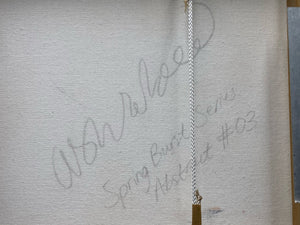 Spring Burst Series
Abstract #03